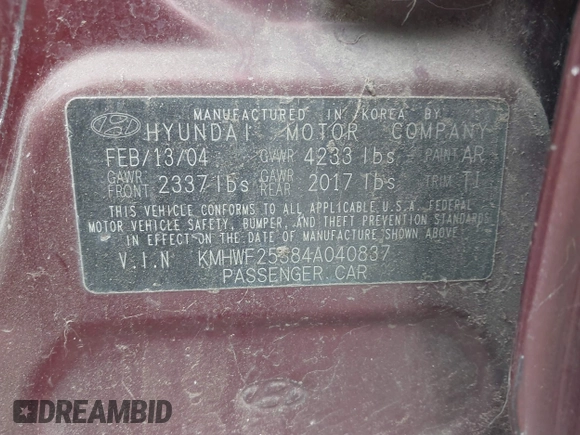 MANUFACTURED IN KOREA BY
HYUNDAI MOTOR COMPANY
FEB/13/04 GVWR 4233 lbs PAINT AR
GAWR FRONT 2337 lbs GAWR REAR 2017 lbs TRIM TI
THIS VEHICLE CONFORMS TO ALL APPLICABLE U.S.A. FEDERAL
MOTOR VEHICLE SAFETY, BUMPER, AND THEFT PREVENTION STANDARDS
IN EFFECT ON THE DATE OF MANUFACTURE SHOWN ABOVE
V.I.N KMHWF25S84A040837
PASSENGER CAR
DREAMBID